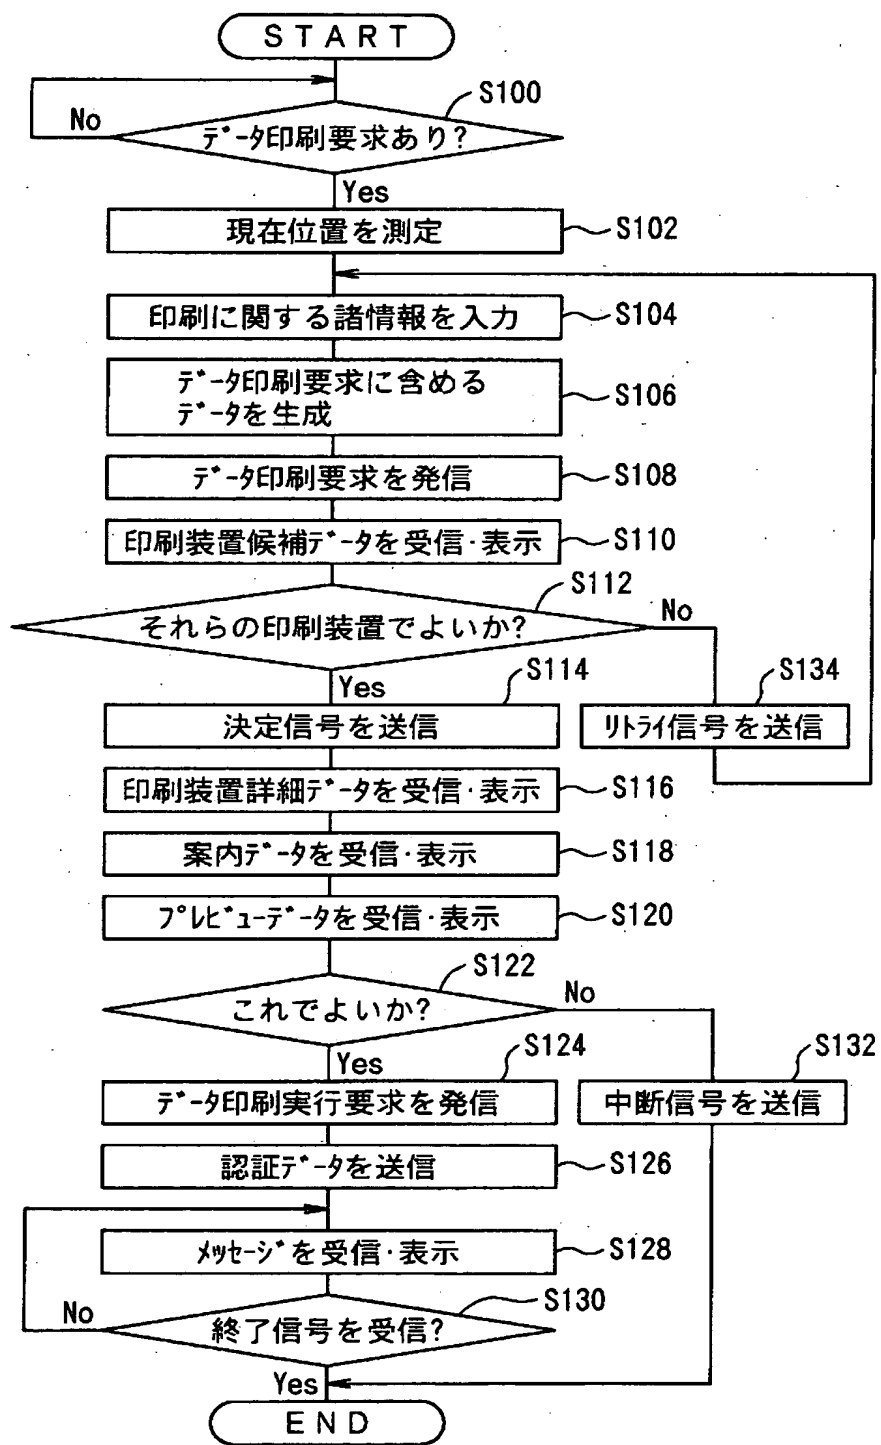 START
S100
No
ﾃﾞｰﾀ印刷要求あり?
Yes
現在位置を測定
S102
印刷に関する諸情報を入力
S104
ﾃﾞｰﾀ印刷要求に含める
ﾃﾞｰﾀを生成
S106
ﾃﾞｰﾀ印刷要求を発信
S108
印刷装置候補ﾃﾞｰﾀを受信·表示
S110
S112
それらの印刷装置でよいか?
No
Yes
S114
S134
決定信号を送信
ﾘﾄﾗｲ信号を送信
印刷装置詳細ﾃﾞｰﾀを受信·表示
S116
案内ﾃﾞｰﾀを受信·表示
S118
ﾌﾟﾚﾋﾞｭｰﾃﾞｰﾀを受信·表示
S120
S122
これでよいか?
No
Yes
S124
S132
ﾃﾞｰﾀ印刷実行要求を発信
中断信号を送信
認証ﾃﾞｰﾀを送信
S126
ﾒｯｾｰｼﾞを受信·表示
S128
S130
No
終了信号を受信?
Yes
END